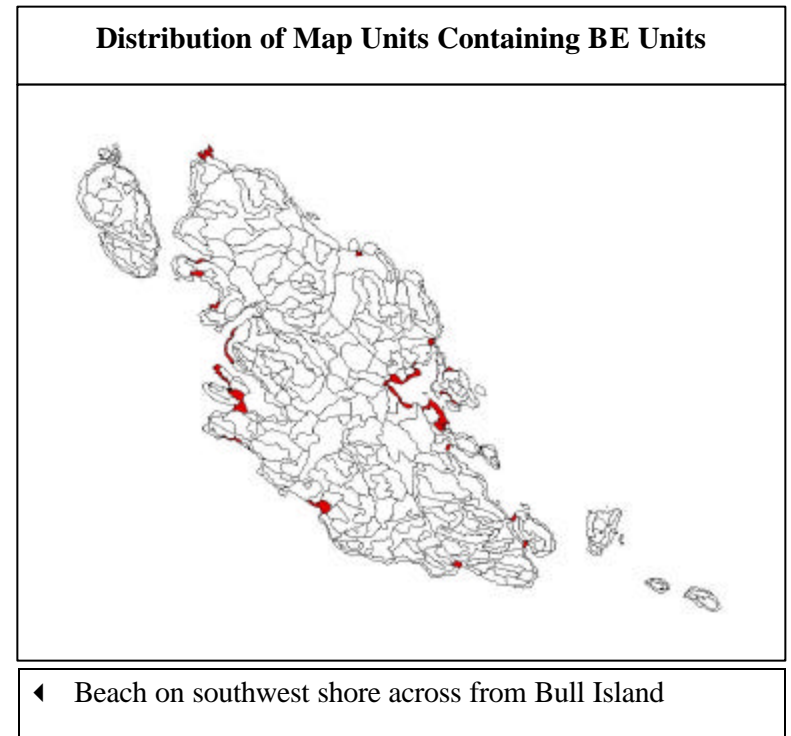 Distribution of Map Units Containing BE Units
◀ Beach on southwest shore across from Bull Island